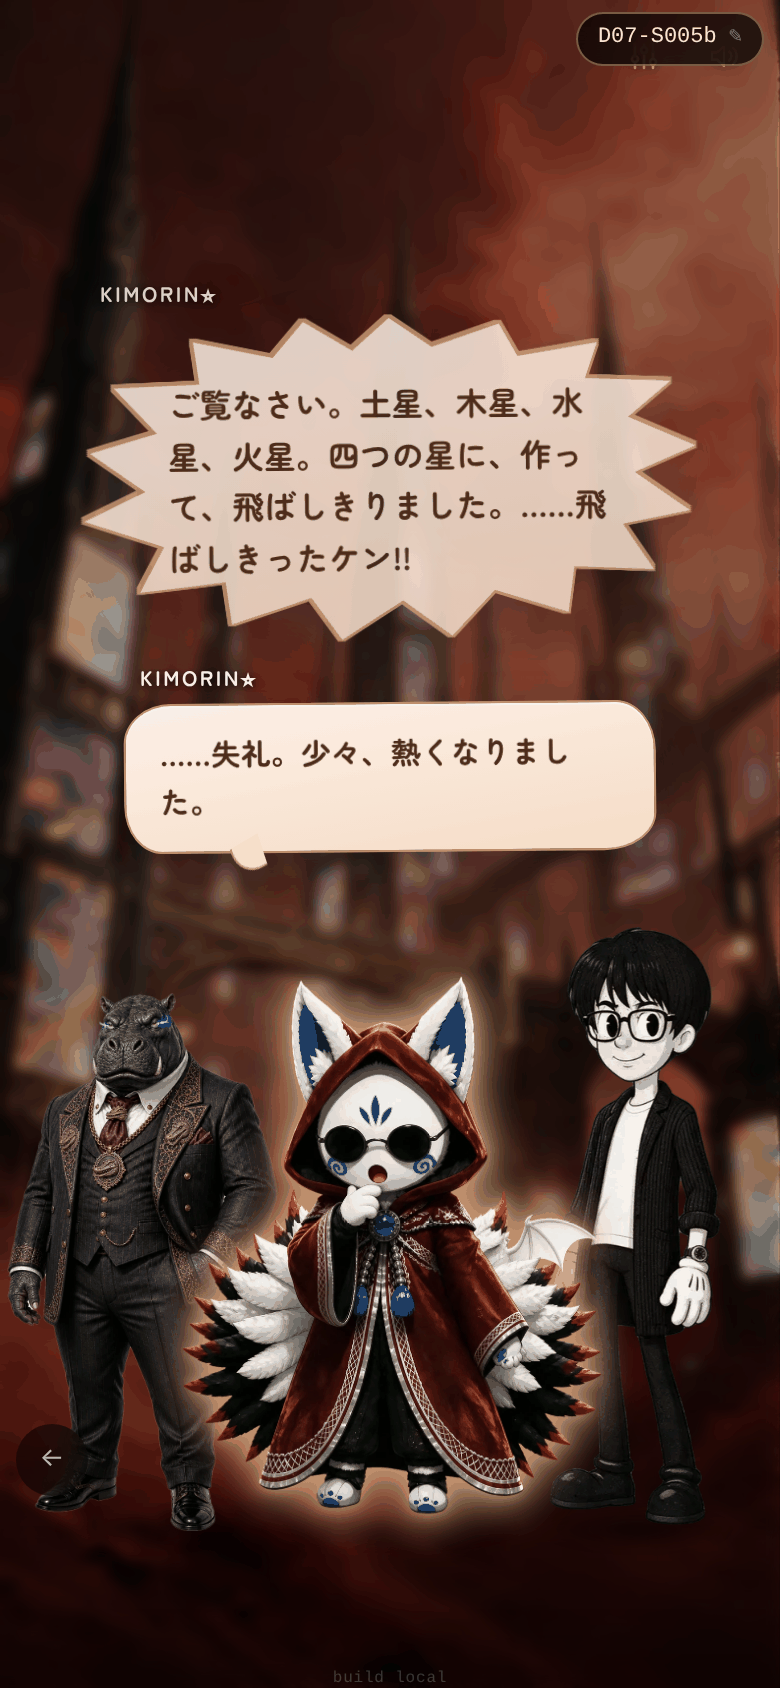 D07-S005b ✎
KIMORIN★
ご覧なさい。土星、木星、水
星、火星。四つの星に、作っ
て、飛ばしきりました。……飛
ばしきったケン!!
KIMORIN★
……失礼。少々、熱くなりまし
た。
←
build local